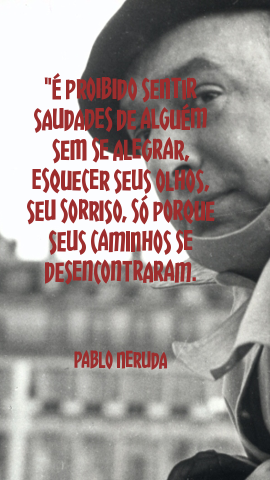 "É PROIBIDO SENTIR
SAUDADES DE ALGUÉM
SEM SE ALEGRAR,
ESQUECER SEUS OLHOS,
SEU SORRISO, SÓ PORQUE
SEUS CAMINHOS SE
DESENCONTRARAM.
PABLO NERUDA